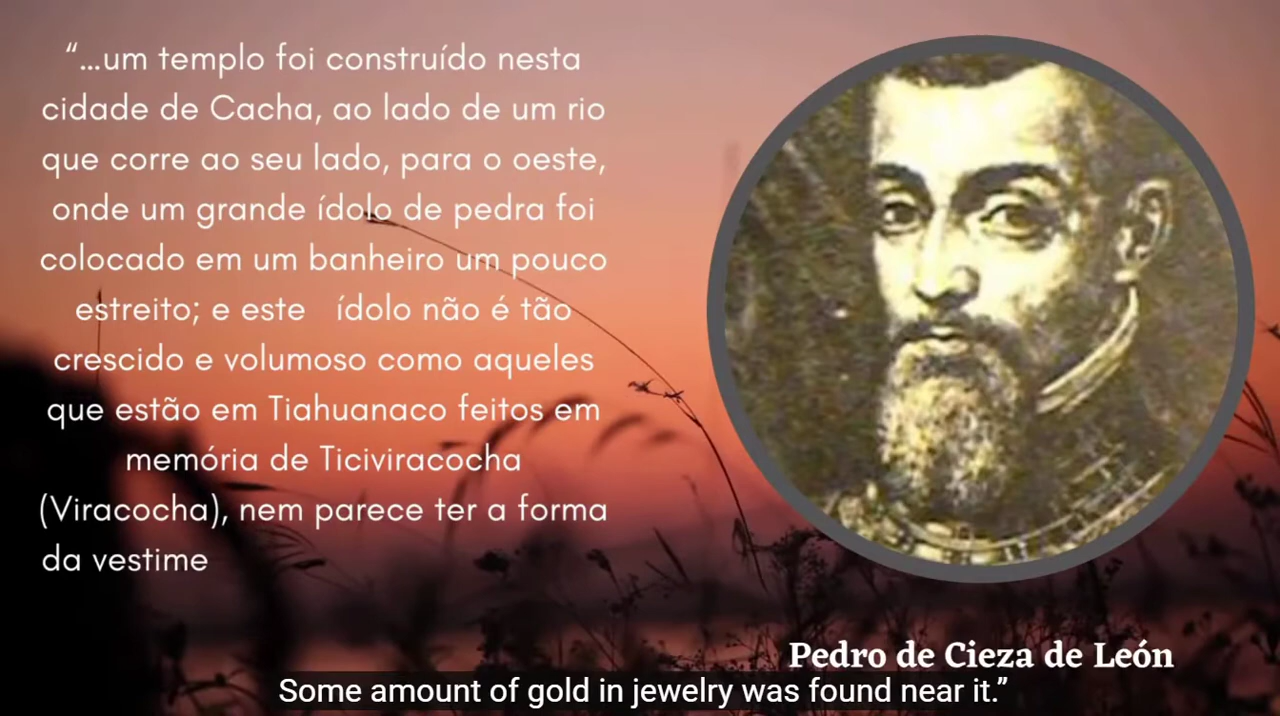 “...um templo foi construído nesta
cidade de Cacha, ao lado de um rio
que corre ao seu lado, para o oeste,
onde um grande ídolo de pedra foi
colocado em um banheiro um pouco
estreito; e este ídolo não é tão
crescido e volumoso como aqueles
que estão em Tiahuanaco feitos em
memória de Ticiviracocha
(Viracocha), nem parece ter a forma
da vestime
Pedro de Cieza de León
Some amount of gold in jewelry was found near it.”